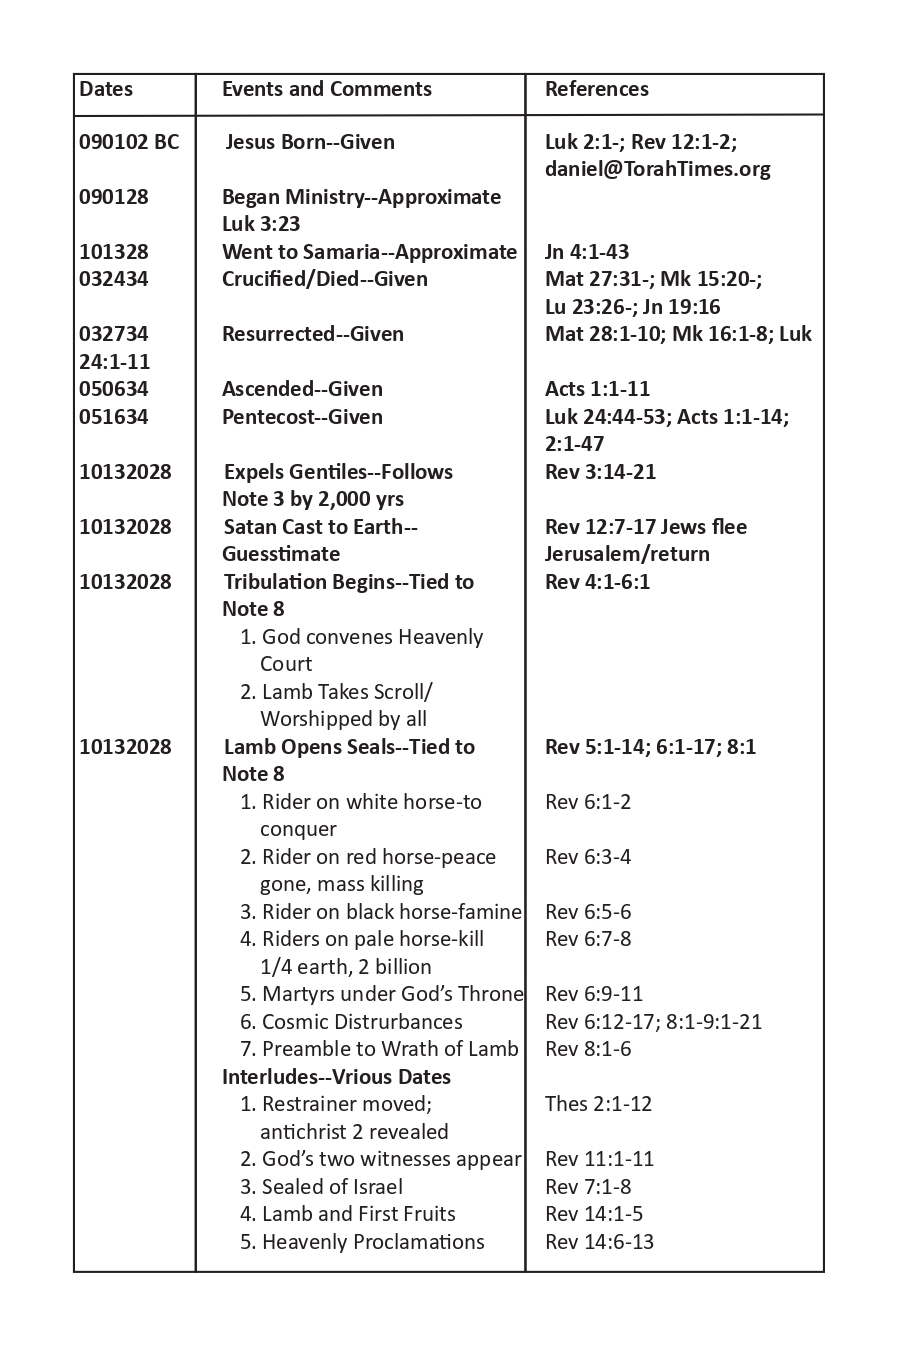 Dates Events and Comments References
090102 BC Jesus Born--Given Luk 2:1-; Rev 12:1-2;
daniel@TorahTimes.org
090128 Began Ministry--Approximate
Luk 3:23
101328 Went to Samaria--Approximate Jn 4:1-43
032434 Crucified/Died--Given Mat 27:31-; Mk 15:20-;
Lu 23:26-; Jn 19:16
032734 Resurrected--Given Mat 28:1-10; Mk 16:1-8; Luk
24:1-11
050634 Ascended--Given Acts 1:1-11
051634 Pentecost--Given Luk 24:44-53; Acts 1:1-14;
2:1-47
10132028 Expels Gentiles--Follows Rev 3:14-21
Note 3 by 2,000 yrs
10132028 Satan Cast to Earth-- Rev 12:7-17 Jews flee
Guesstimate Jerusalem/return
10132028 Tribulation Begins--Tied to Rev 4:1-6:1
Note 8
1. God convenes Heavenly
Court
2. Lamb Takes Scroll/
Worshipped by all
10132028 Lamb Opens Seals--Tied to Rev 5:1-14; 6:1-17; 8:1
Note 8
1. Rider on white horse-to Rev 6:1-2
conquer
2. Rider on red horse-peace Rev 6:3-4
gone, mass killing
3. Rider on black horse-famine Rev 6:5-6
4. Riders on pale horse-kill Rev 6:7-8
1/4 earth, 2 billion
5. Martyrs under God’s Throne Rev 6:9-11
6. Cosmic Distrurbances Rev 6:12-17; 8:1-9:1-21
7. Preamble to Wrath of Lamb Rev 8:1-6
Interludes--Vrious Dates
1. Restrainer moved; Thes 2:1-12
antichrist 2 revealed
2. God’s two witnesses appear Rev 11:1-11
3. Sealed of Israel Rev 7:1-8
4. Lamb and First Fruits Rev 14:1-5
5. Heavenly Proclamations Rev 14:6-13